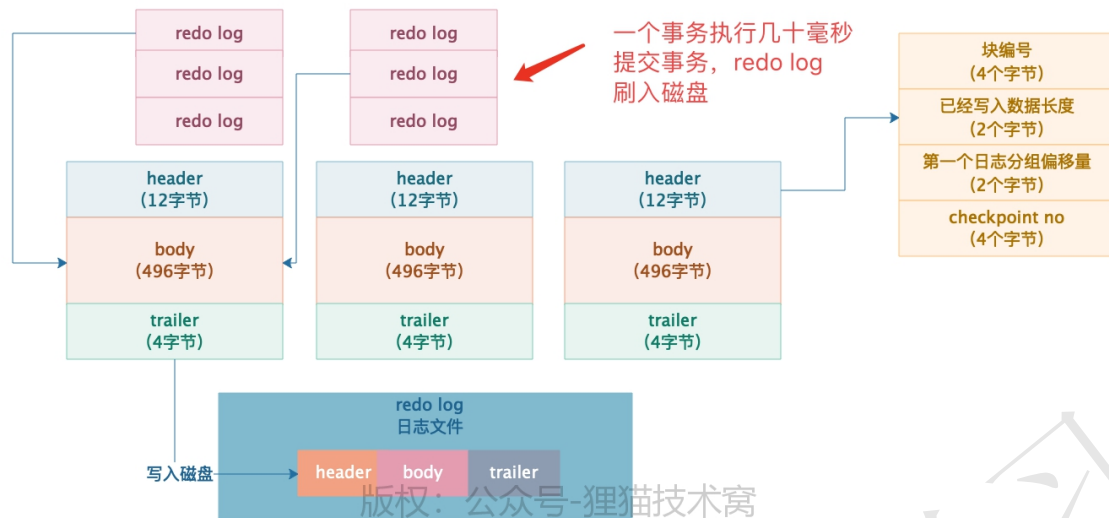 redo log
redo log
redo log
redo log
redo log
redo log
一个事务执行几十毫秒
提交事务，redo log
刷入磁盘
块编号
(4个字节)
已经写入数据长度
(2个字节)
第一个日志分组偏移量
(2个字节)
checkpoint no
(4个字节)
header
(12字节)
body
(496字节)
trailer
(4字节)
header
(12字节)
body
(496字节)
trailer
(4字节)
header
(12字节)
body
(496字节)
trailer
(4字节)
写入磁盘
redo log
日志文件
header
body
trailer
版权：公众号-狸猫技术窝